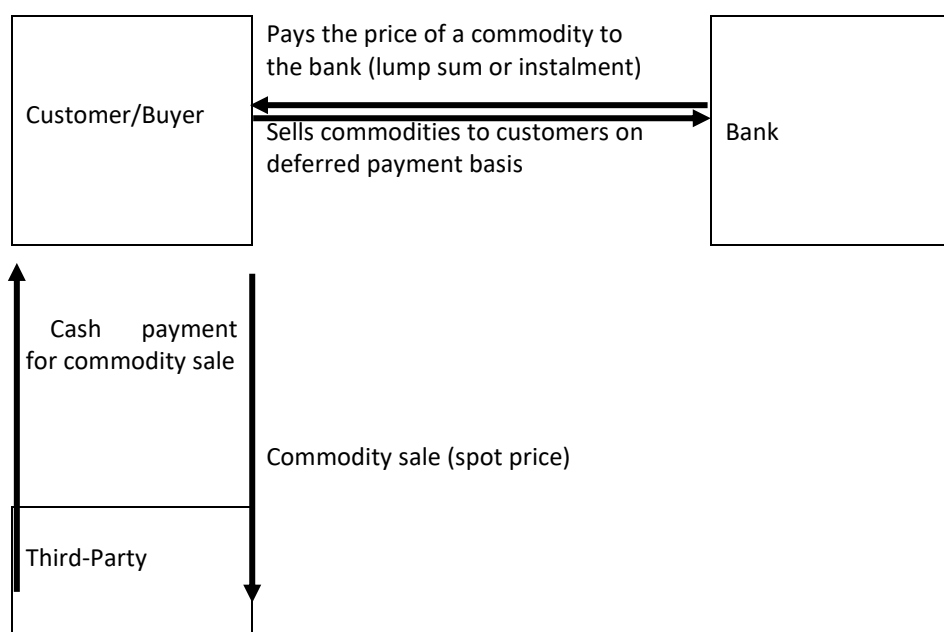 Pays the price of a commodity to
the bank (lump sum or instalment)
Customer/Buyer
Sells commodities to customers on
deferred payment basis
Bank
Cash payment
for commodity sale
Commodity sale (spot price)
Third-Party